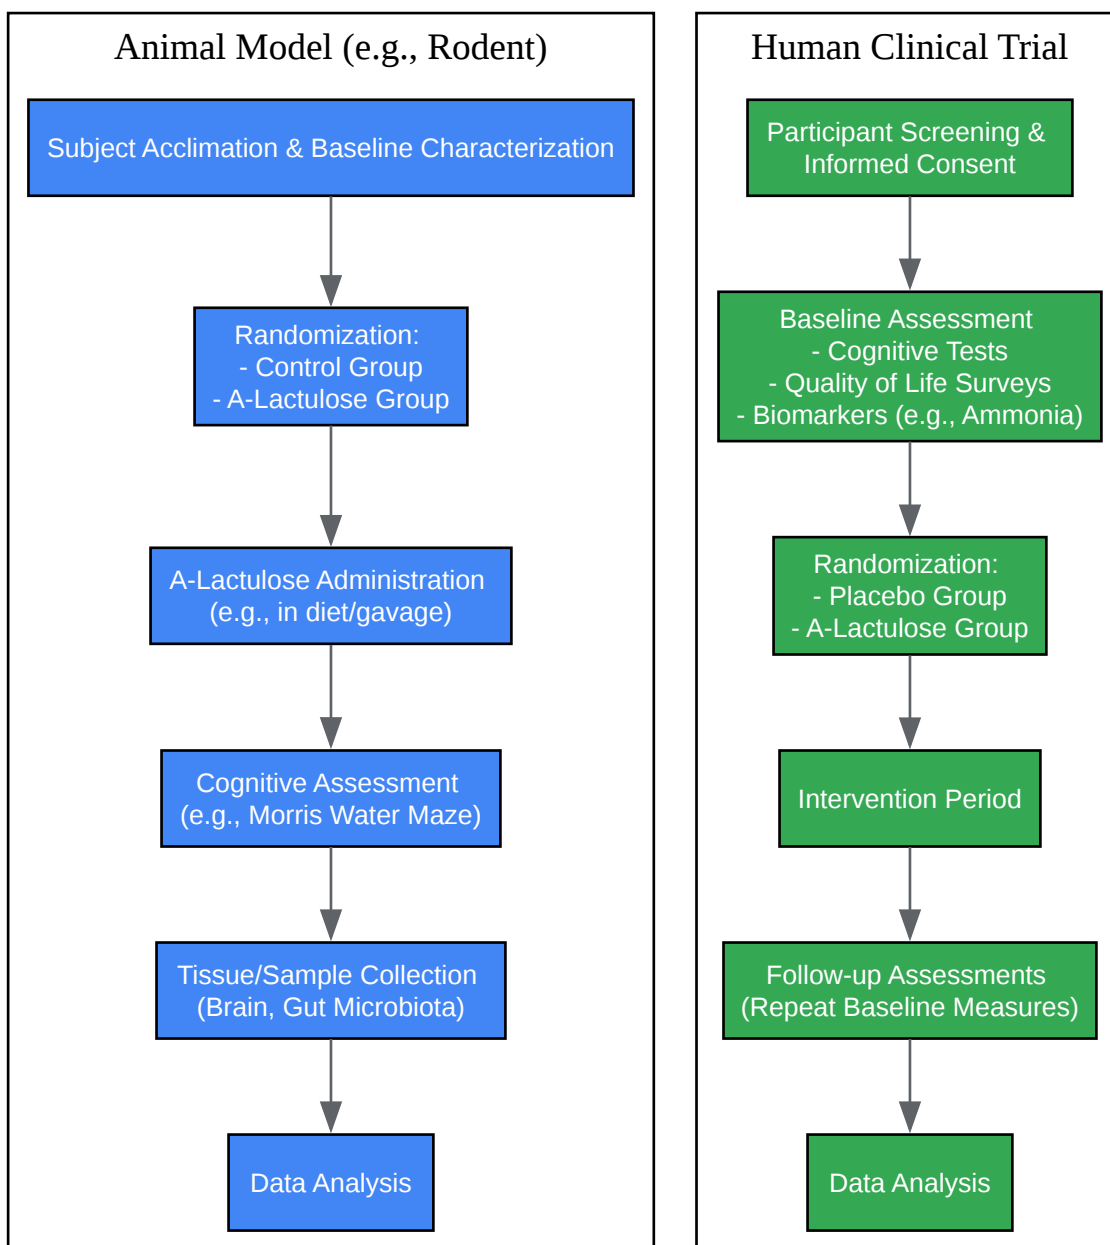 Animal Model (e.g., Rodent)
Subject Acclimation & Baseline Characterization
Randomization:
- Control Group
- A-Lactulose Group
A-Lactulose Administration
(e.g., in diet/gavage)
Cognitive Assessment
(e.g., Morris Water Maze)
Tissue/Sample Collection
(Brain, Gut Microbiota)
Data Analysis
Human Clinical Trial
Participant Screening &
Informed Consent
Baseline Assessment
- Cognitive Tests
- Quality of Life Surveys
- Biomarkers (e.g., Ammonia)
Randomization:
- Placebo Group
- A-Lactulose Group
Intervention Period
Follow-up Assessments
(Repeat Baseline Measures)
Data Analysis